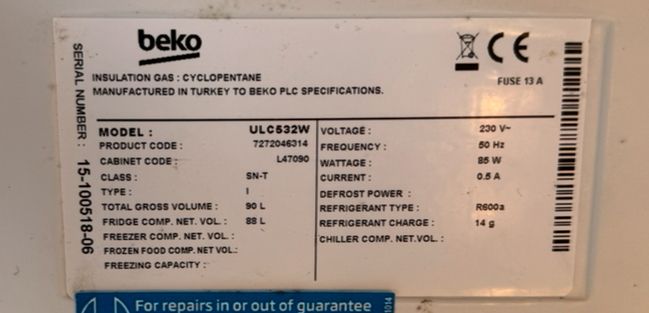 beko
CE
FUSE 13 A
INSULATION GAS : CYCLOPENTANE
MANUFACTURED IN TURKEY TO BEKO PLC SPECIFICATIONS.
SERIAL NUMBER : 15-100518-06
MODEL : ULC532W
PRODUCT CODE : 7272046314
CABINET CODE : L47090
CLASS : SN-T
TYPE : I
TOTAL GROSS VOLUME : 90 L
FRIDGE COMP. NET. VOL. : 88 L
FREEZER COMP. NET. VOL. :
FROZEN FOOD COMP. NET VOL.:
FREEZING CAPACITY :
VOLTAGE : 230 V~
FREQUENCY : 50 Hz
WATTAGE : 85 W
CURRENT : 0.5 A
DEFROST POWER :
REFRIGERANT TYPE : R600a
REFRIGERANT CHARGE : 14 g
CHILLER COMP. NET.VOL. :
For repairs in or out of guarantee
1014